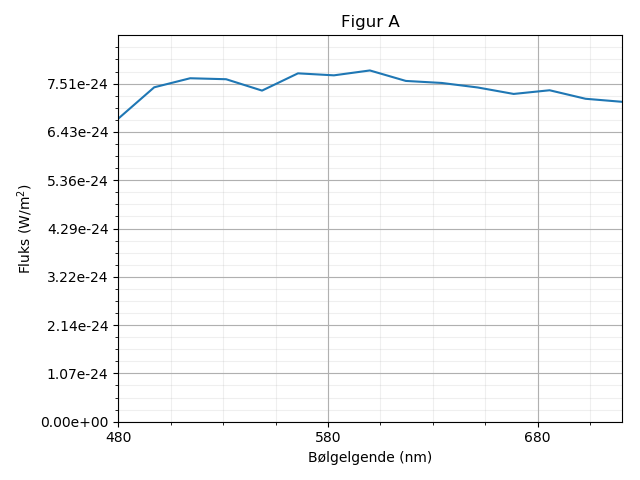 Figur A
7.51e-24
6.43e-24
5.36e-24
4.29e-24
3.22e-24
2.14e-24
1.07e-24
0.00e+00
Fluks (W/m²)
480 580 680
Bølgelgende (nm)